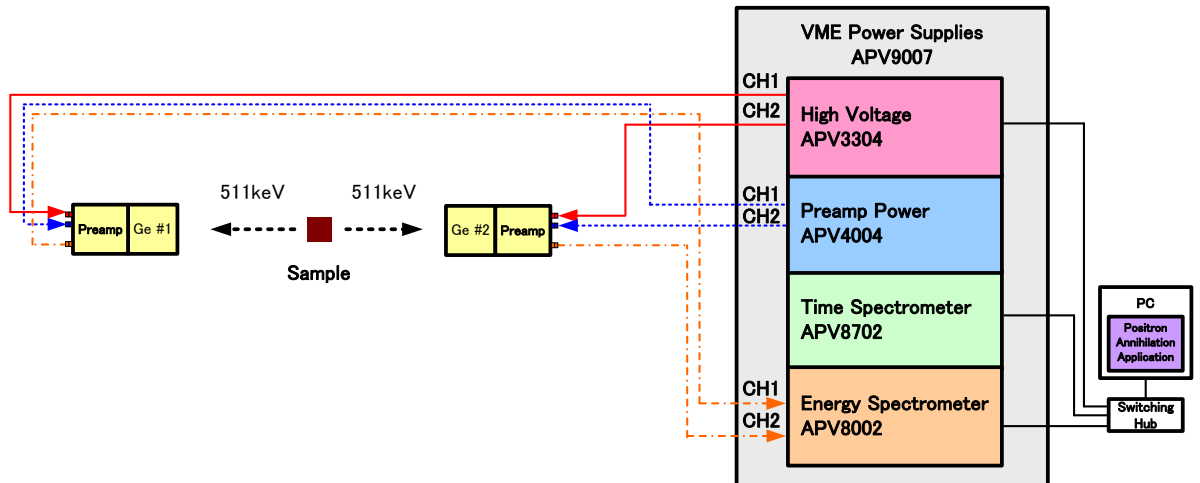 VME Power Supplies
APV9007
CH1
CH2
High Voltage
APV3304
511keV
511keV
CH1
CH2
Preamp Power
APV4004
Preamp
Ge #1
Ge #2
Preamp
Sample
Time Spectrometer
APV8702
PC
Positron
Annihilation
Application
CH1
CH2
Energy Spectrometer
APV8002
Switching
Hub